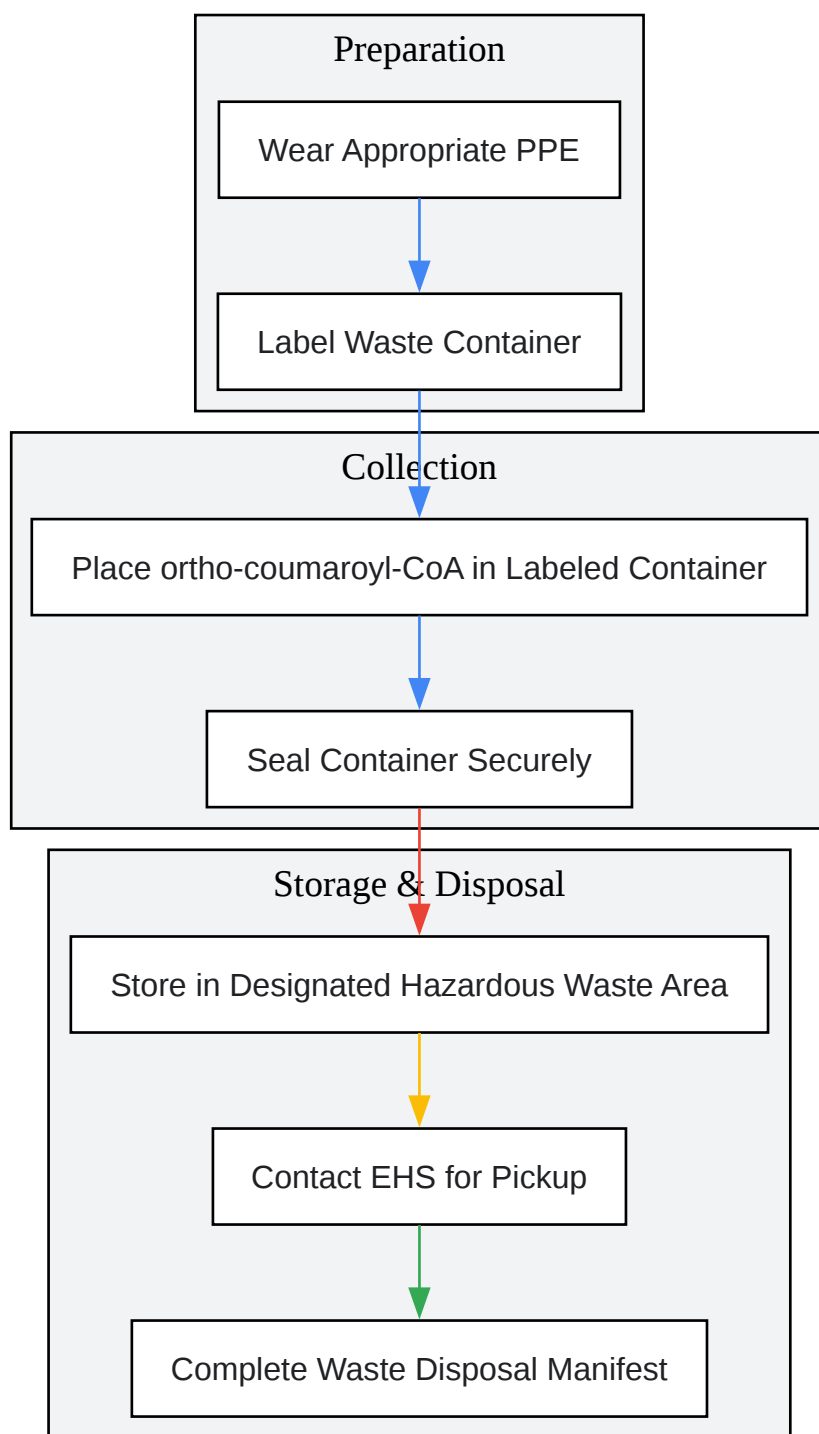 Preparation
Wear Appropriate PPE
Label Waste Container
Collection
Place ortho-coumaroyl-CoA in Labeled Container
Seal Container Securely
Storage & Disposal
Store in Designated Hazardous Waste Area
Contact EHS for Pickup
Complete Waste Disposal Manifest